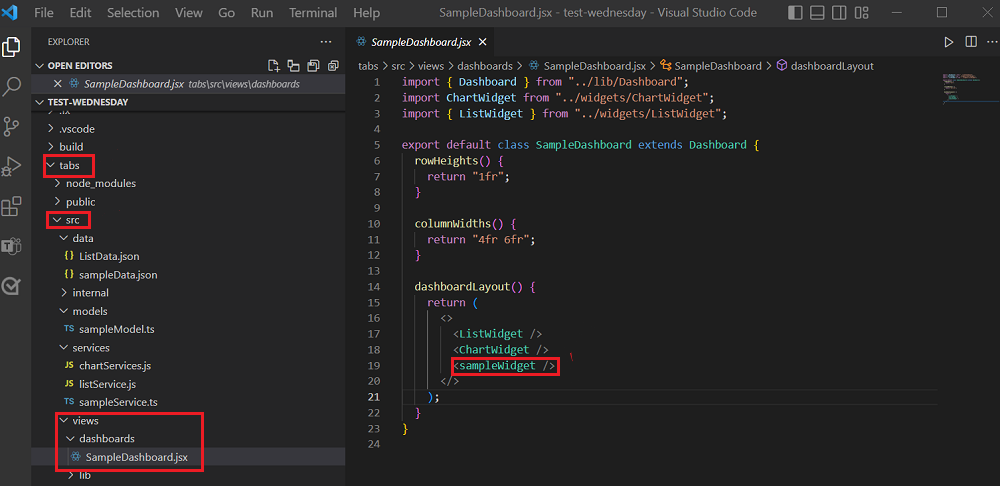 File Edit Selection View Go Run Terminal Help SampleDashboard.jsx - test-wednesday - Visual Studio Code
EXPLORER
OPEN EDITORS
SampleDashboard.jsx tabs\src\views\dashboards
TEST-WEDNESDAY
.vscode
build
tabs
node_modules
public
src
data
{} ListData.json
{} sampleData.json
internal
models
TS sampleModel.ts
services
JS chartServices.js
JS listService.js
TS sampleService.ts
views
dashboards
SampleDashboard.jsx
lib
SampleDashboard.jsx
tabs > src > views > dashboards > SampleDashboard.jsx > SampleDashboard > dashboardLayout
1 import { Dashboard } from "../lib/Dashboard";
2 import ChartWidget from "../widgets/ChartWidget";
3 import { ListWidget } from "../widgets/ListWidget";
4
5 export default class SampleDashboard extends Dashboard {
6 rowHeights() {
7 return "1fr";
8 }
9
10 columnWidths() {
11 return "4fr 6fr";
12 }
13
14 dashboardLayout() {
15 return (
16 <>
17 <ListWidget />
18 <ChartWidget />
19 <sampleWidget />
20 </>
21 );
22 }
23 }
24